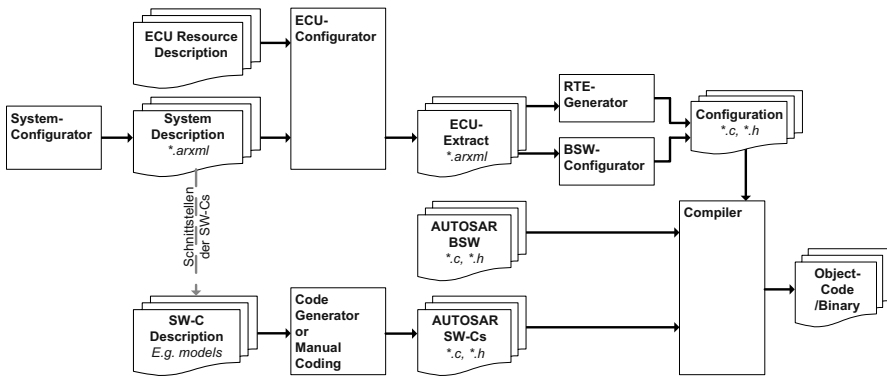 ECU Resource
Description
ECU-
Configurator
System-
Configurator
System
Description
*.arxml
ECU-
Extract
*.arxml
RTE-
Generator
BSW-
Configurator
Configuration
*.c, *.h
Schnittstellen
der SW-Cs
AUTOSAR
BSW
*.c, *.h
Compiler
Object-
Code
/Binary
SW-C
Description
E.g. models
Code
Generator
or
Manual
Coding
AUTOSAR
SW-Cs
*.c, *.h